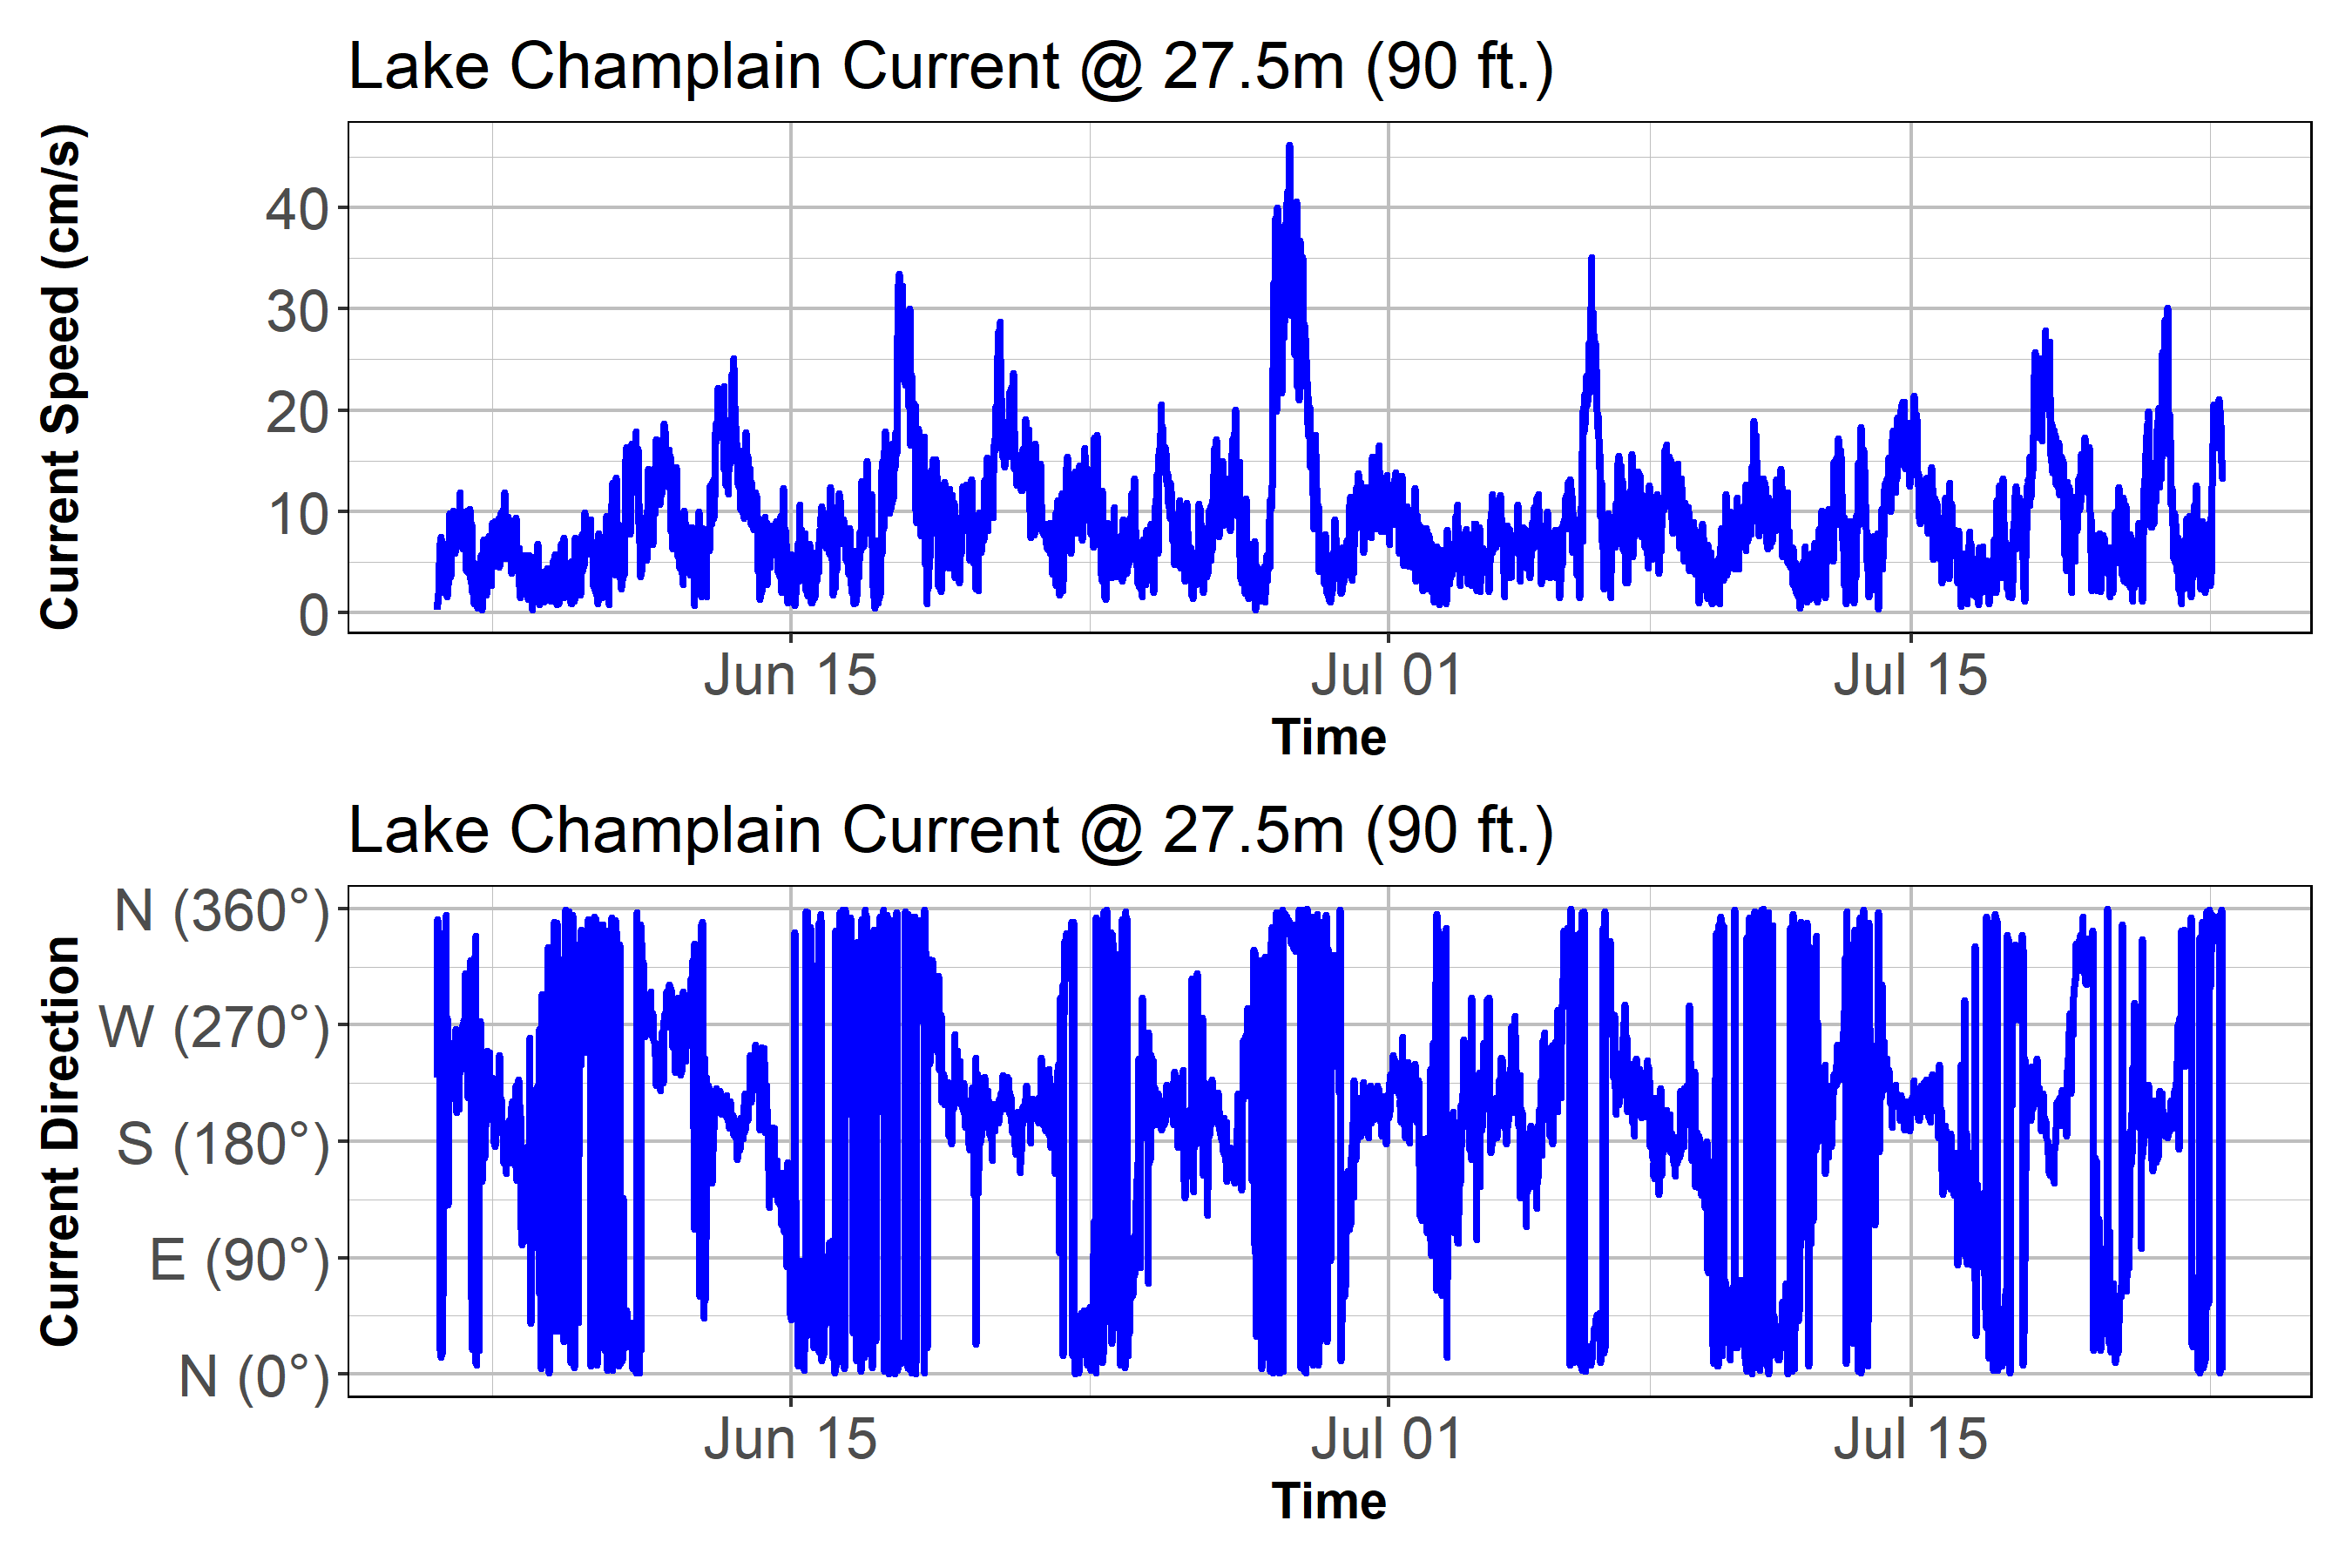 Lake Champlain Current @ 27.5m (90 ft.)
Current Speed (cm/s)
40
30
20
10
0
Jun 15 Jul 01 Jul 15
Time
Lake Champlain Current @ 27.5m (90 ft.)
Current Direction
N (360°)
W (270°)
S (180°)
E (90°)
N (0°)
Jun 15 Jul 01 Jul 15
Time